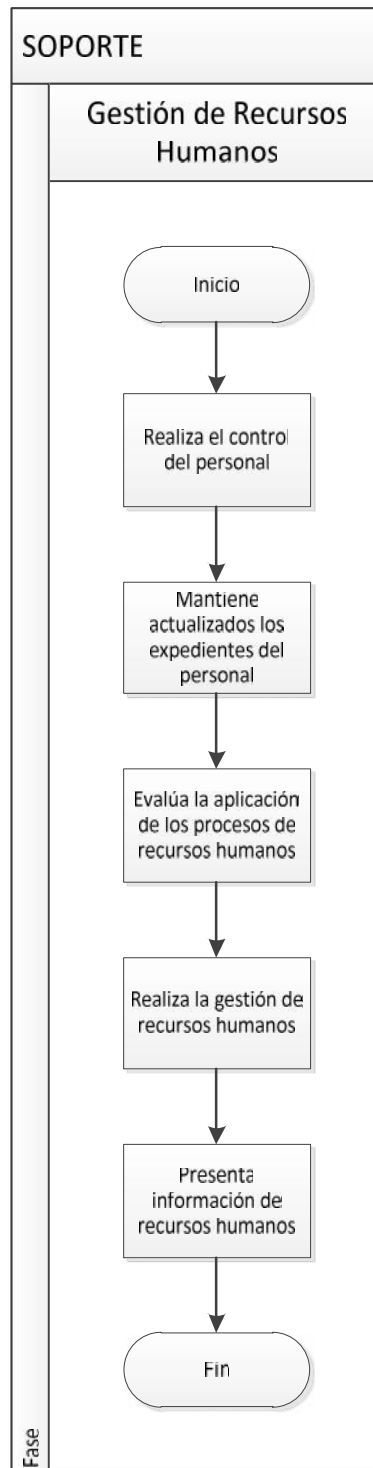 SOPORTE
Gestión de Recursos
Humanos
Inicio
Realiza el control
del personal
Mantiene
actualizados los
expedientes del
personal
Evalúa la aplicación
de los procesos de
recursos humanos
Realiza la gestión de
recursos humanos
Presenta
información de
recursos humanos
Fin
Fase